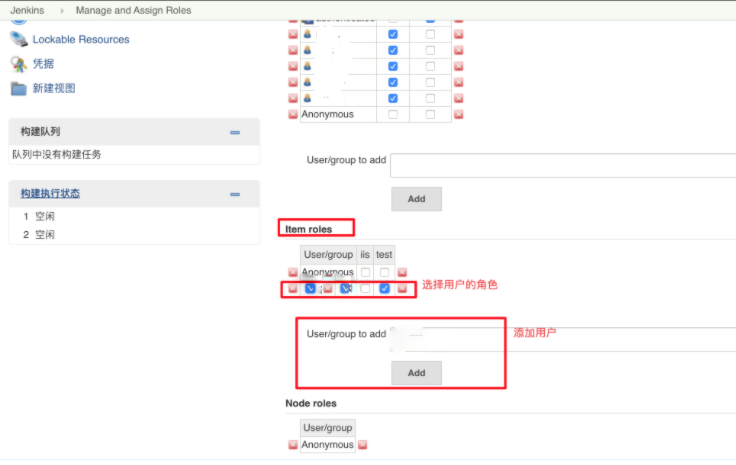 Jenkins › Manage and Assign Roles
Lockable Resources
凭据
新建视图
构建队列
队列中没有构建任务
构建执行状态
1 空闲
2 空闲
Anonymous
User/group to add
Add
Item roles
User/group iis test
Anonymous
选择用户的角色
User/group to add
添加用户
Add
Node roles
User/group
Anonymous